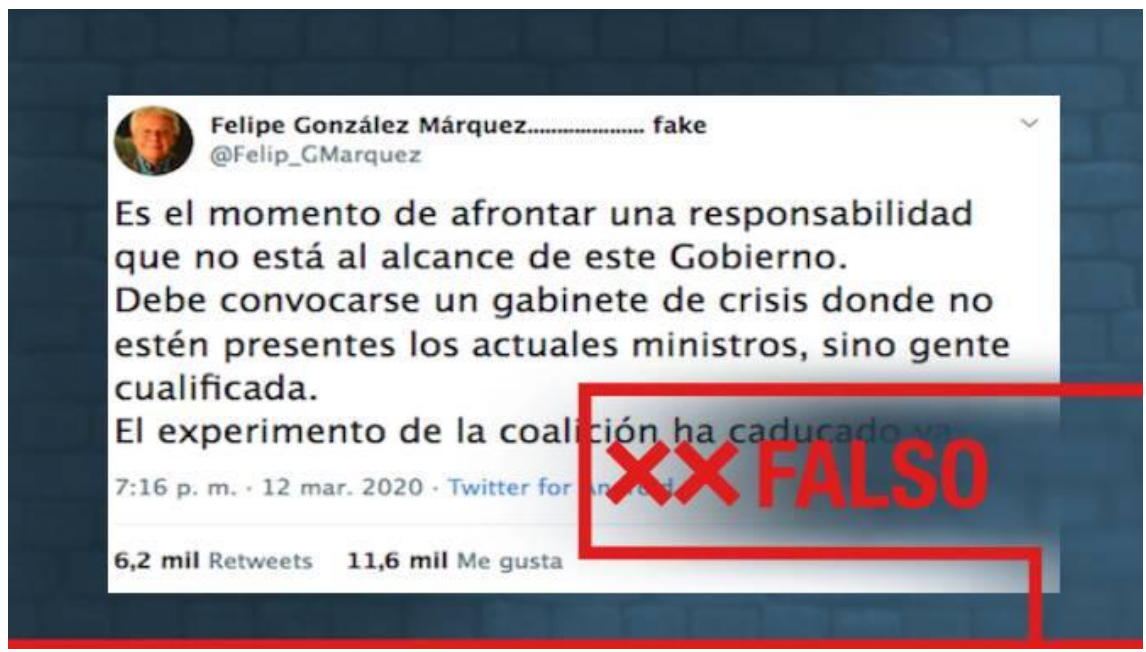 Felipe González Márquez..................... fake
@Felip_GMarquez
Es el momento de afrontar una responsabilidad
que no está al alcance de este Gobierno.
Debe convocarse un gabinete de crisis donde no
estén presentes los actuales ministros, sino gente
cualificada.
El experimento de la coalición ha caducado ya
7:16 p. m. · 12 mar. 2020 · Twitter for Android
XX FALSO
6,2 mil Retweets 11,6 mil Me gusta